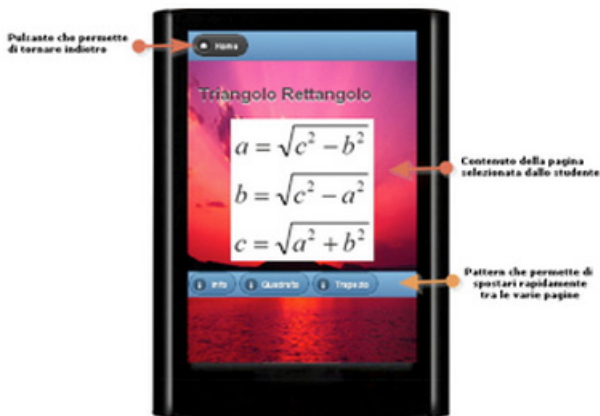 Pulsante che permette
di tornare indietro
Home
Triangolo Rettangolo
a = √c² − b²
b = √c² − a²
c = √a² + b²
Contenuto della pagina
selezionata dallo studente
Info Quadrato Trapezio
Pattern che permette di
spostari rapidamente
tra le varie pagine